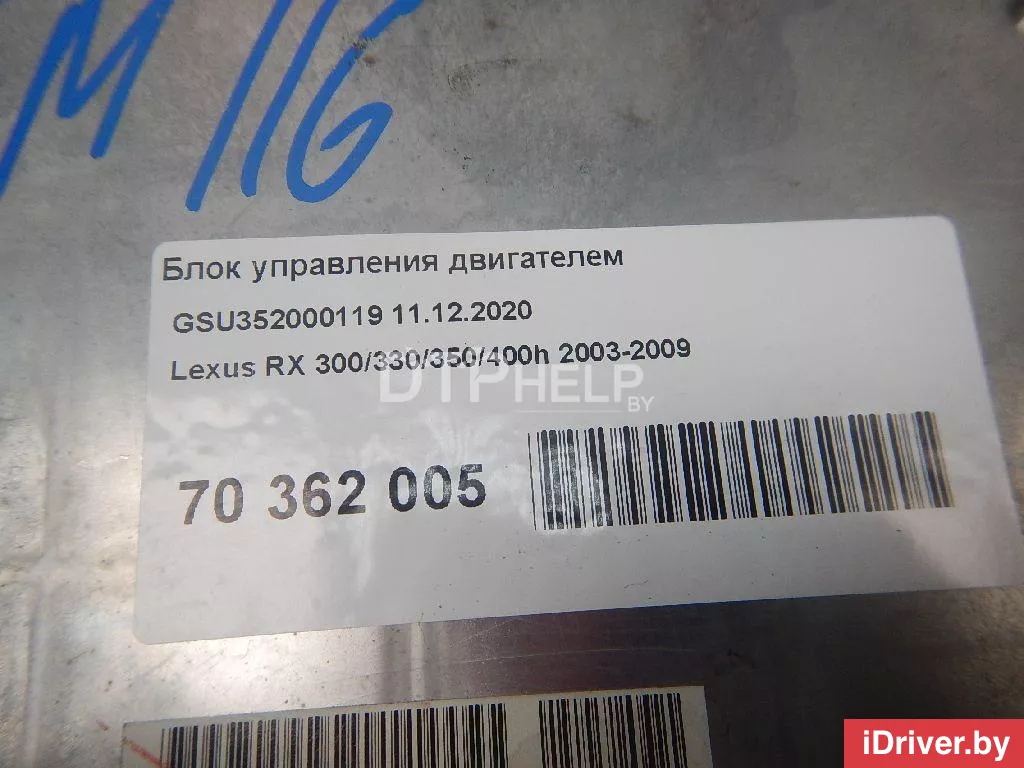 M 116
Блок управления двигателем
GSU352000119 11.12.2020
Lexus RX 300/330/350/400h 2003-2009
DTPHELP
BY
70 362 005
iDriver.by